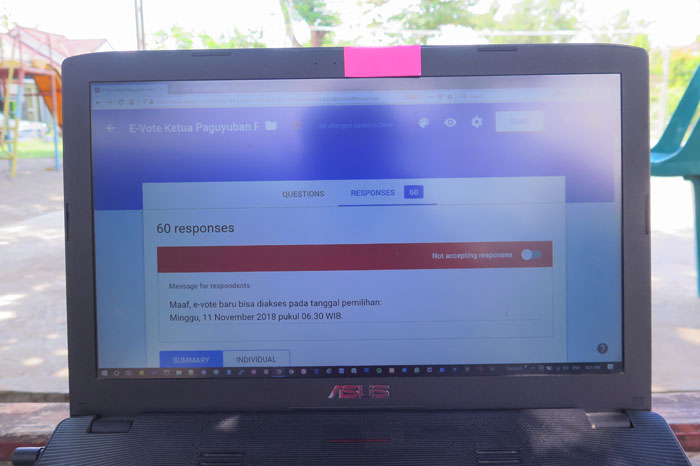 E-Vote Ketua Paguyuban F
All changes saved in Drive
QUESTIONS
RESPONSES 60
60 responses
Not accepting responses
Message for respondents
Maaf, e-vote baru bisa diakses pada tanggal pemilihan:
Minggu, 11 November 2018 pukul 06.30 WIB.
SUMMARY
INDIVIDUAL
ASUS